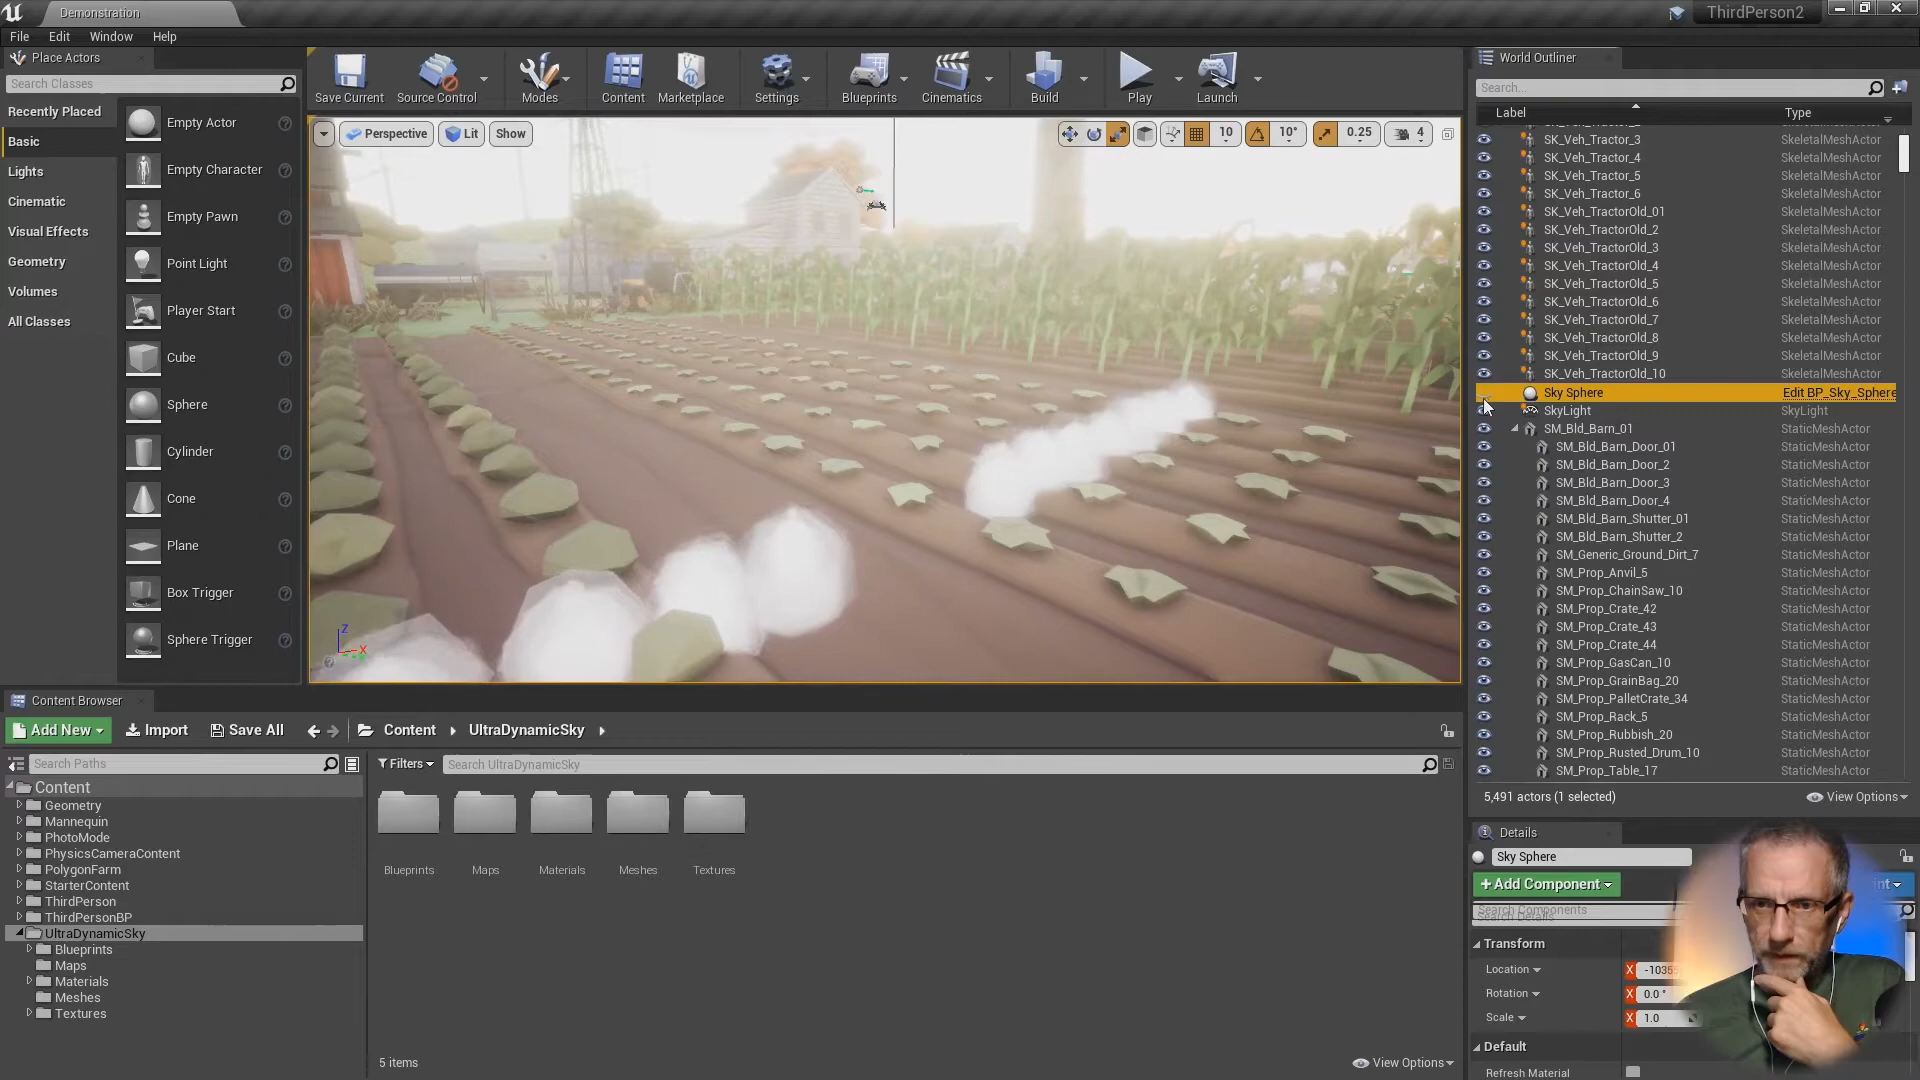 Demonstration
ThirdPerson2
File Edit Window Help
Place Actors
Search Classes
Recently Placed
Basic
Lights
Cinematic
Visual Effects
Geometry
Volumes
All Classes
Empty Actor
Empty Character
Empty Pawn
Point Light
Player Start
Cube
Sphere
Cylinder
Cone
Plane
Box Trigger
Sphere Trigger
Save Current
Source Control
Modes
Content
Marketplace
Settings
Blueprints
Cinematics
Build
Play
Launch
Perspective
Lit
Show
10
10°
0.25
4
Z
X
World Outliner
Search...
Label Type
SK_Veh_Tractor_3 SkeletalMeshActor
SK_Veh_Tractor_4 SkeletalMeshActor
SK_Veh_Tractor_5 SkeletalMeshActor
SK_Veh_Tractor_6 SkeletalMeshActor
SK_Veh_TractorOld_01 SkeletalMeshActor
SK_Veh_TractorOld_2 SkeletalMeshActor
SK_Veh_TractorOld_3 SkeletalMeshActor
SK_Veh_TractorOld_4 SkeletalMeshActor
SK_Veh_TractorOld_5 SkeletalMeshActor
SK_Veh_TractorOld_6 SkeletalMeshActor
SK_Veh_TractorOld_7 SkeletalMeshActor
SK_Veh_TractorOld_8 SkeletalMeshActor
SK_Veh_TractorOld_9 SkeletalMeshActor
SK_Veh_TractorOld_10 SkeletalMeshActor
Sky Sphere Edit BP_Sky_Sphere
SkyLight SkyLight
SM_Bld_Barn_01 StaticMeshActor
SM_Bld_Barn_Door_01 StaticMeshActor
SM_Bld_Barn_Door_2 StaticMeshActor
SM_Bld_Barn_Door_3 StaticMeshActor
SM_Bld_Barn_Door_4 StaticMeshActor
SM_Bld_Barn_Shutter_01 StaticMeshActor
SM_Bld_Barn_Shutter_2 StaticMeshActor
SM_Generic_Ground_Dirt_7 StaticMeshActor
SM_Prop_Anvil_5 StaticMeshActor
SM_Prop_ChainSaw_10 StaticMeshActor
SM_Prop_Crate_42 StaticMeshActor
SM_Prop_Crate_43 StaticMeshActor
SM_Prop_Crate_44 StaticMeshActor
SM_Prop_GasCan_10 StaticMeshActor
SM_Prop_GrainBag_20 StaticMeshActor
SM_Prop_PalletCrate_34 StaticMeshActor
SM_Prop_Rack_5 StaticMeshActor
SM_Prop_Rubbish_20 StaticMeshActor
SM_Prop_Rusted_Drum_10 StaticMeshActor
SM_Prop_Table_17 StaticMeshActor
5,491 actors (1 selected)
View Options
Content Browser
Add New Import Save All Content UltraDynamicSky
Search Paths
Filters
Search UltraDynamicSky
Content
Geometry
Mannequin
PhotoMode
PhysicsCameraContent
PolygonFarm
StarterContent
ThirdPerson
ThirdPersonBP
UltraDynamicSky
Blueprints
Maps
Materials
Meshes
Textures
Blueprints
Maps
Materials
Meshes
Textures
5 items
View Options
Details
Sky Sphere
+Add Component
Search Components
Search Details
Transform
Location X
Rotation X 0.0 °
Scale X 1.0
Default
Refresh Material